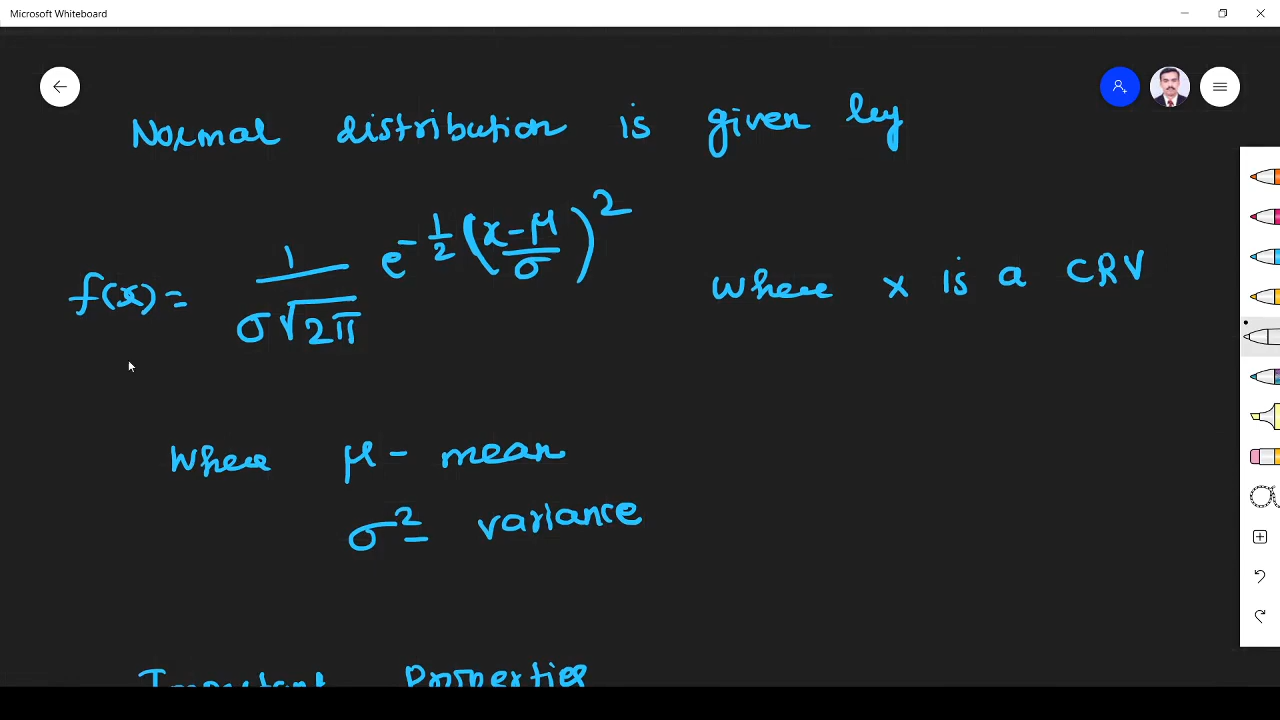 Microsoft Whiteboard
Normal distribution is given by
f(x) = 1/(σ√2π) e^(-1/2 ((x-μ)/σ)^2) where x is a CRV
Where μ - mean
σ² - variance
Important Properties